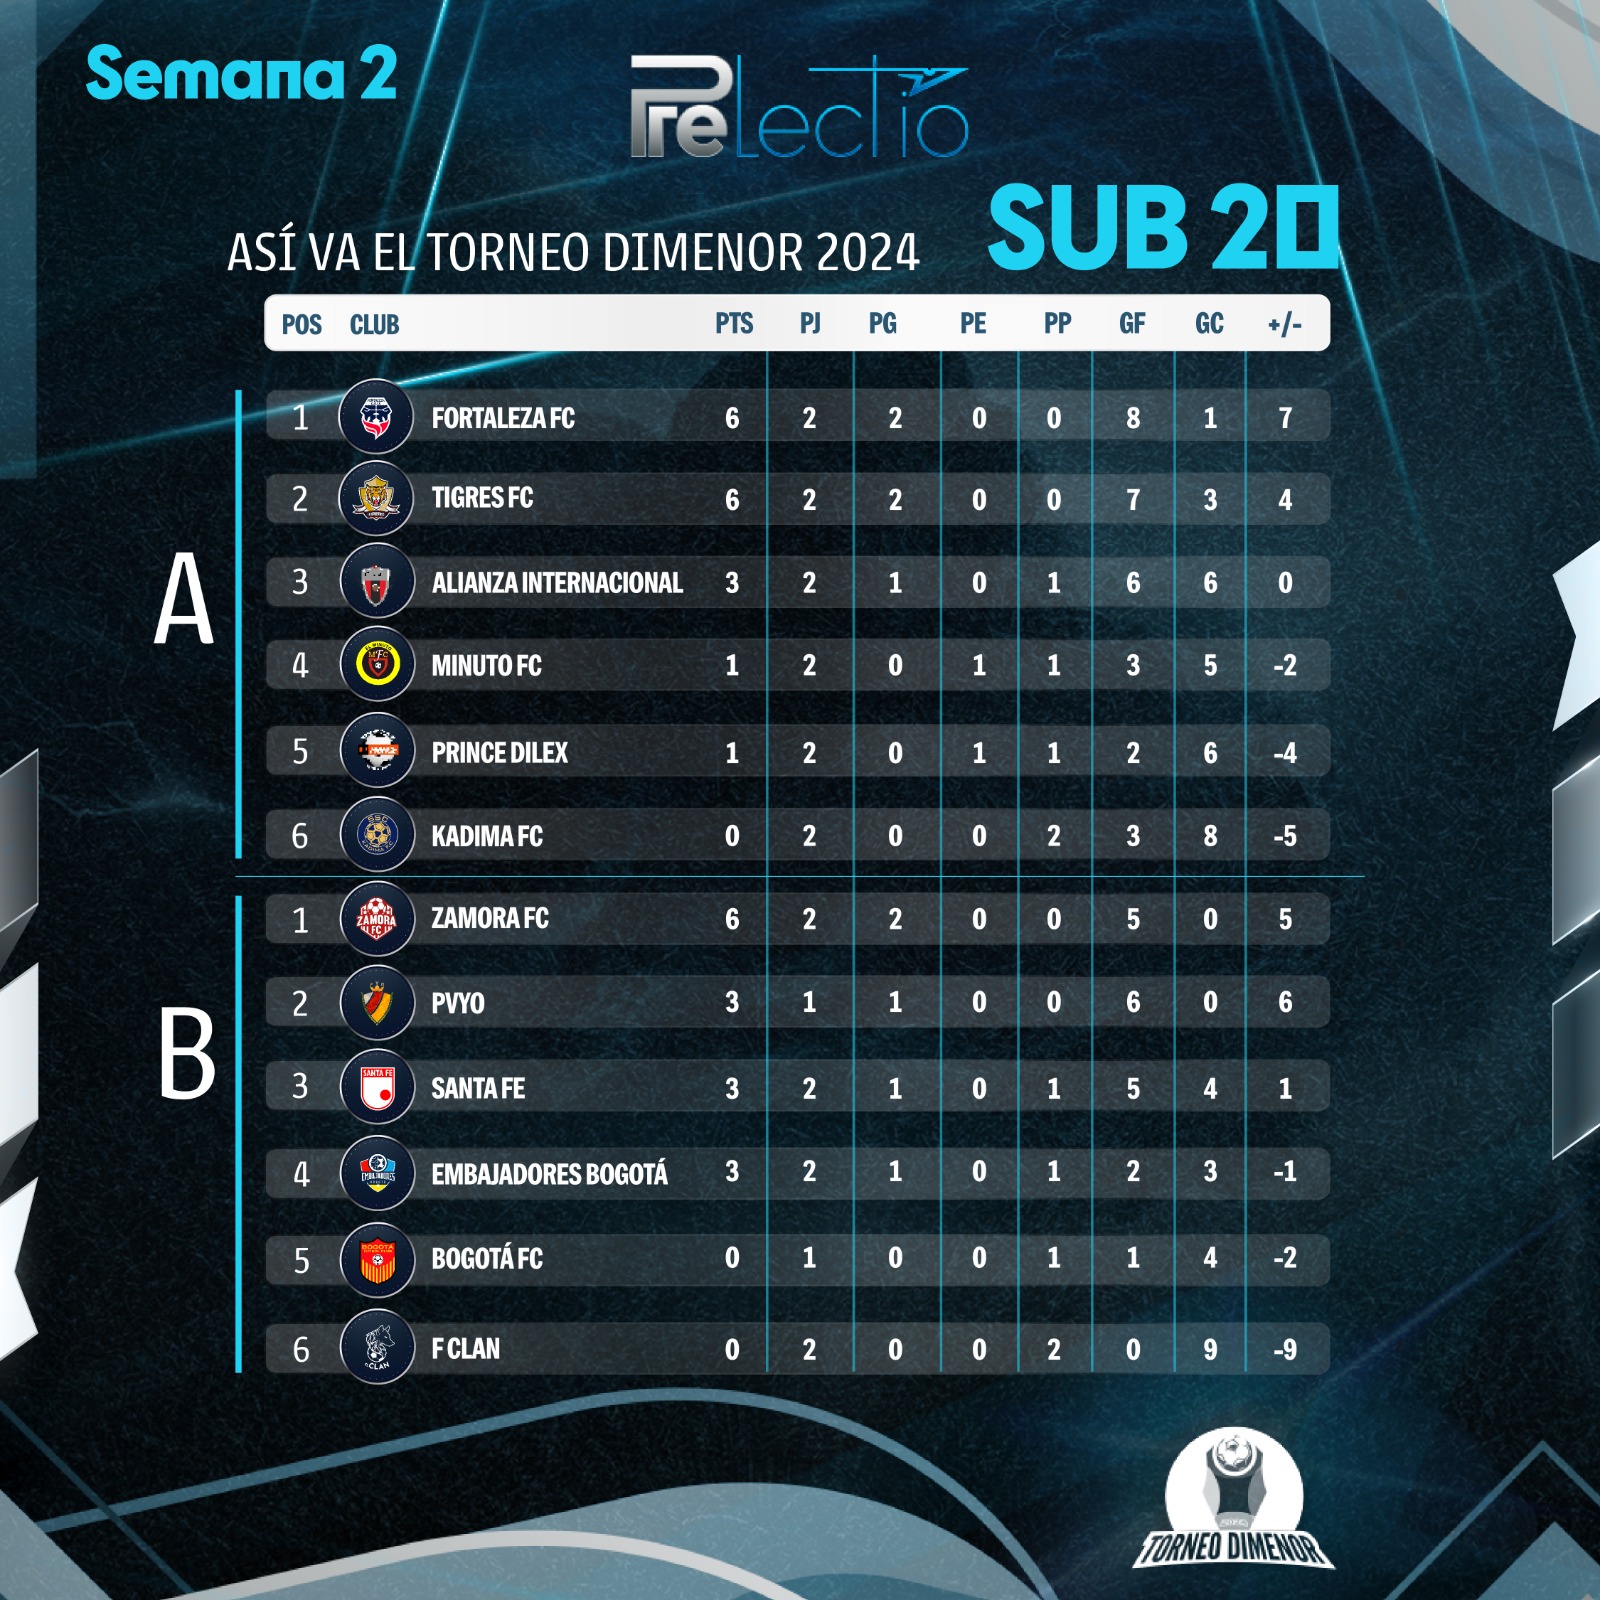 Semana 2
PreLectio
SUB 20
ASÍ VA EL TORNEO DIMENOR 2024
POS CLUB PTS PJ PG PE PP GF GC +/-
A
1 FORTALEZA FC 6 2 2 0 0 8 1 7
2 TIGRES FC 6 2 2 0 0 7 3 4
3 ALIANZA INTERNACIONAL 3 2 1 0 1 6 6 0
4 MINUTO FC 1 2 0 1 1 3 5 -2
5 PRINCE DILEX 1 2 0 1 1 2 6 -4
6 KADIMA FC 0 2 0 0 2 3 8 -5
B
1 ZAMORA FC 6 2 2 0 0 5 0 5
2 PVYO 3 1 1 0 0 6 0 6
3 SANTA FE 3 2 1 0 1 5 4 1
4 EMBAJADORES BOGOTÁ 3 2 1 0 1 2 3 -1
5 BOGOTÁ FC 0 1 0 0 1 1 4 -2
6 F CLAN 0 2 0 0 2 0 9 -9
TORNEO DIMENOR